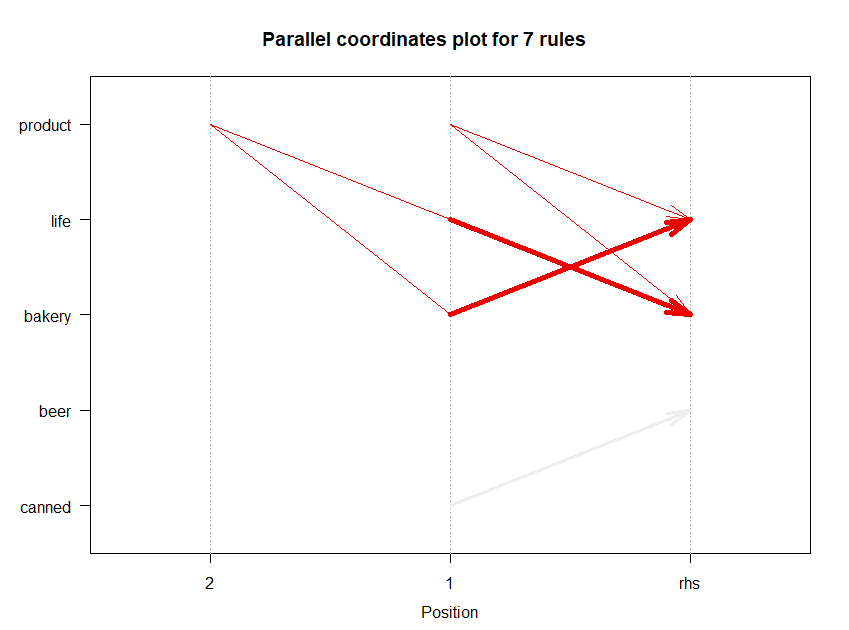 Parallel coordinates plot for 7 rules
product
life
bakery
beer
canned
2 1 rhs
Position